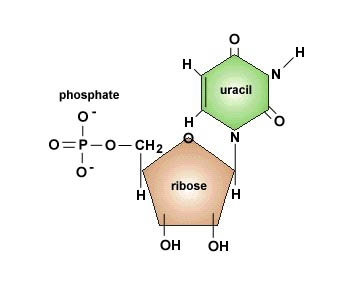 O
H
H
N
uracil
phosphate
O -
H
O
N
O
O = P - O - CH2
O -
ribose
H
H
OH
OH